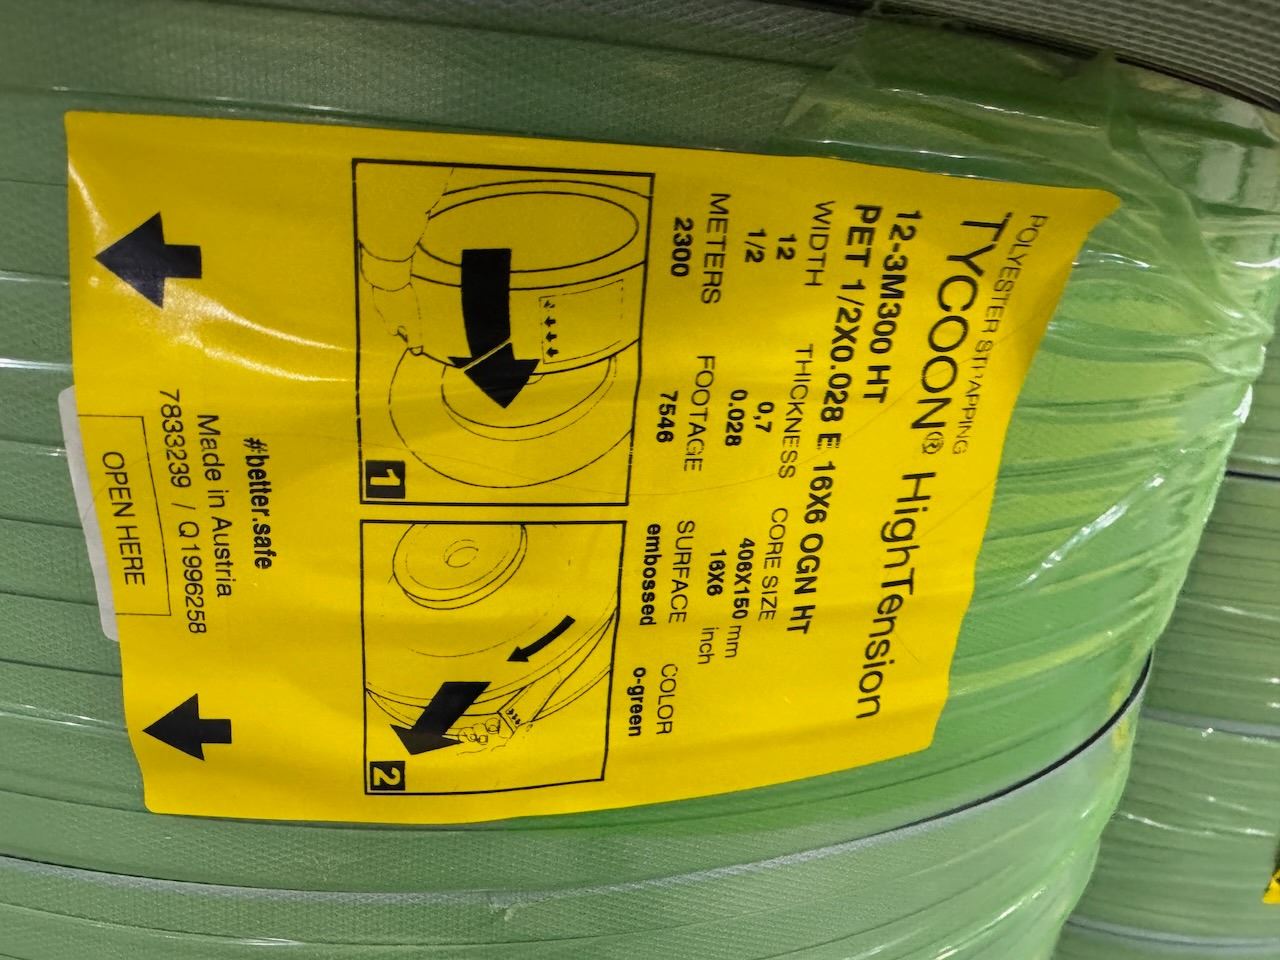 POLYESTER STRAPPING
TYCOON® HighTension
12-3M300 HT
PET 1/2X0.028 E 16X6 OGN HT
WIDTH THICKNESS CORE SIZE
12 0,7 406X150 mm
1/2 0.028 16X6 inch
METERS FOOTAGE SURFACE COLOR
2300 7546 embossed o-green
1
2
#better.safe
Made in Austria
7833239 / Q1996258
OPEN HERE